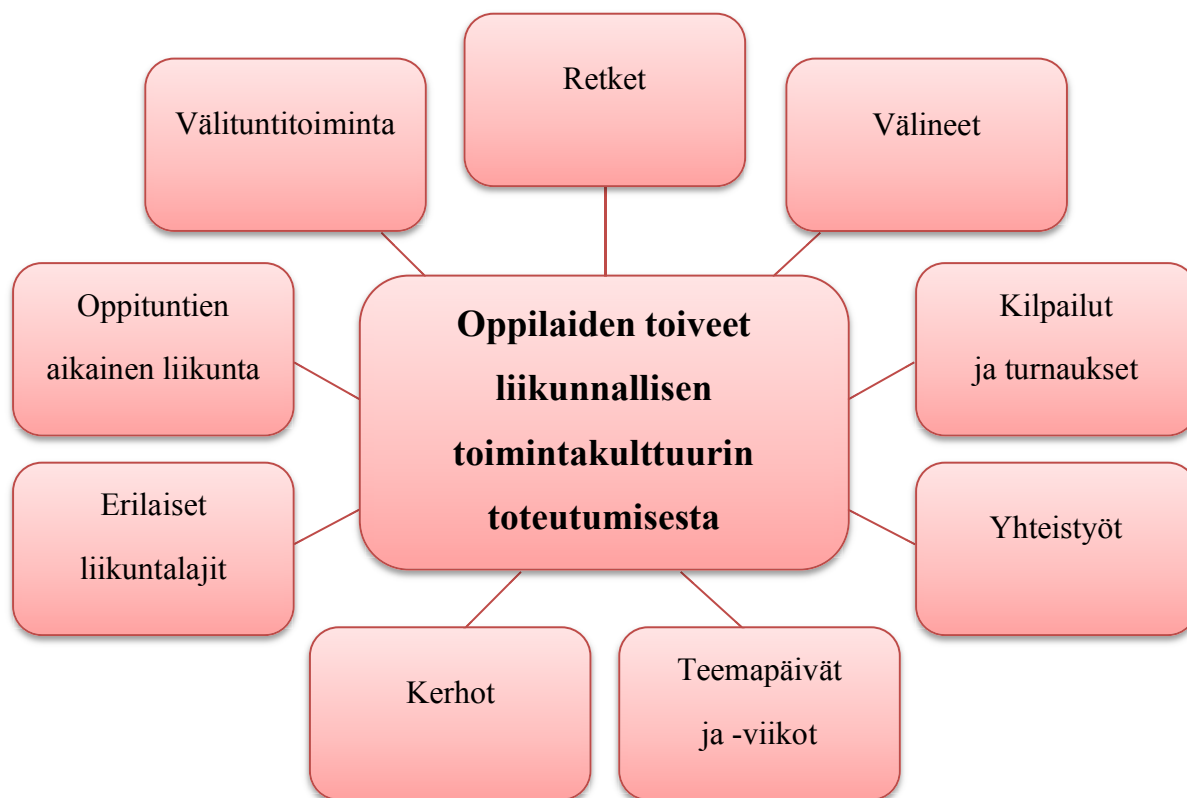 Retket
Välituntitoiminta
Välineet
Oppituntien
aikainen liikunta
Oppilaiden toiveet
liikunnallisen
toimintakulttuurin
toteutumisesta
Kilpailut
ja turnaukset
Erilaiset
liikuntalajit
Yhteistyöt
Kerhot
Teemapäivät
ja -viikot